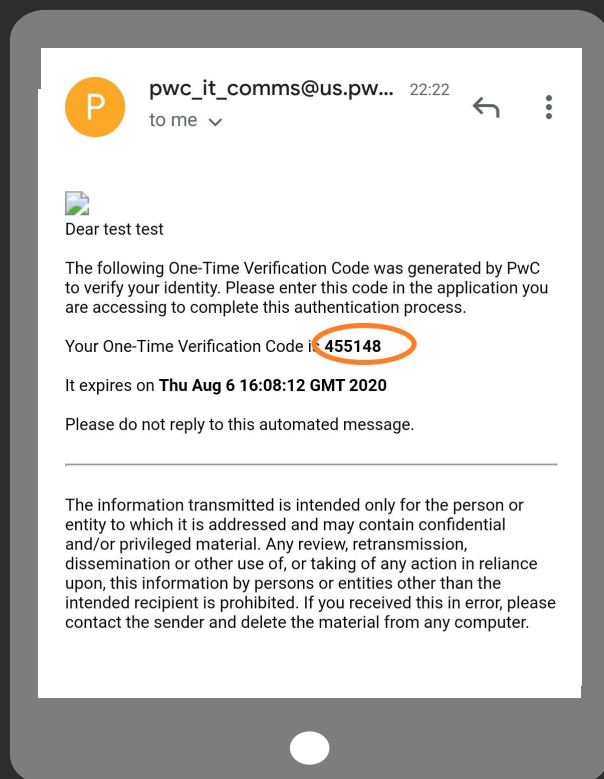 P
pwc_it_comms@us.pw... 22:22
to me
Dear test test
The following One-Time Verification Code was generated by PwC
to verify your identity. Please enter this code in the application you
are accessing to complete this authentication process.
Your One-Time Verification Code is 455148
It expires on Thu Aug 6 16:08:12 GMT 2020
Please do not reply to this automated message.
The information transmitted is intended only for the person or
entity to which it is addressed and may contain confidential
and/or privileged material. Any review, retransmission,
dissemination or other use of, or taking of any action in reliance
upon, this information by persons or entities other than the
intended recipient is prohibited. If you received this in error, please
contact the sender and delete the material from any computer.